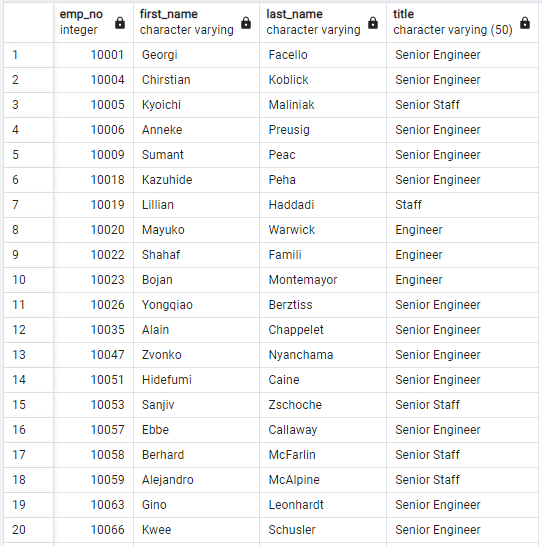 emp_no first_name last_name title
integer character varying character varying character varying (50)
1 10001 Georgi Facello Senior Engineer
2 10004 Chirstian Koblick Senior Engineer
3 10005 Kyoichi Maliniak Senior Staff
4 10006 Anneke Preusig Senior Engineer
5 10009 Sumant Peac Senior Engineer
6 10018 Kazuhide Peha Senior Engineer
7 10019 Lillian Haddadi Staff
8 10020 Mayuko Warwick Engineer
9 10022 Shahaf Famili Engineer
10 10023 Bojan Montemayor Engineer
11 10026 Yongqiao Berztiss Senior Engineer
12 10035 Alain Chappelet Senior Engineer
13 10047 Zvonko Nyanchama Senior Engineer
14 10051 Hidefumi Caine Senior Engineer
15 10053 Sanjiv Zschoche Senior Staff
16 10057 Ebbe Callaway Senior Engineer
17 10058 Berhard McFarlin Senior Staff
18 10059 Alejandro McAlpine Senior Staff
19 10063 Gino Leonhardt Senior Engineer
20 10066 Kwee Schusler Senior Engineer